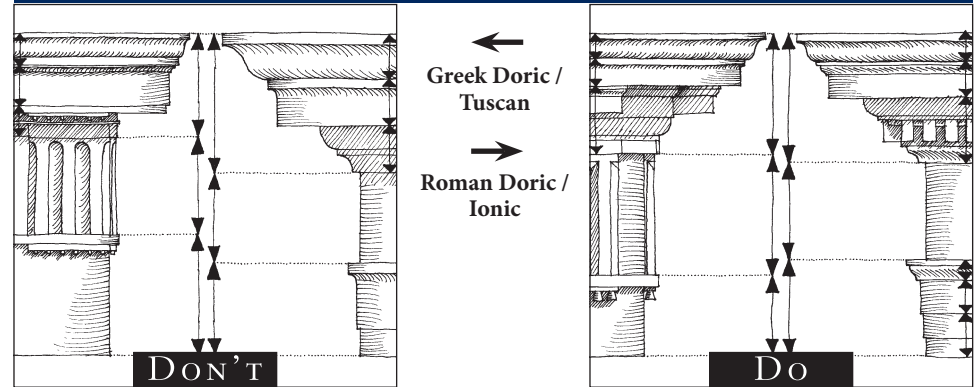 Greek Doric /
Tuscan
Roman Doric /
Ionic
DON'T
DO